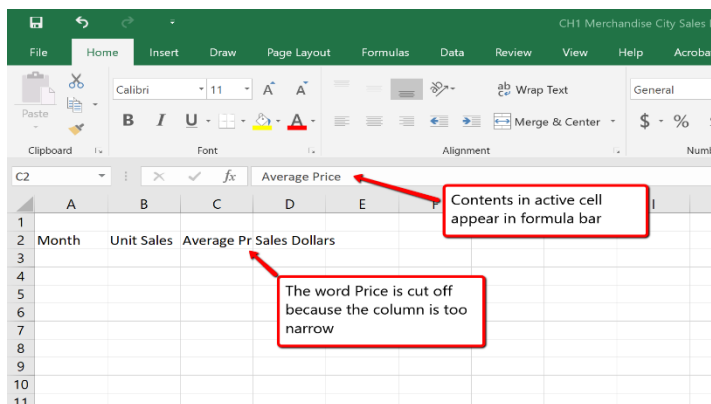 CH1 Merchandise City Sales
File Home Insert Draw Page Layout Formulas Data Review View Help
Calibri 11 A A ab Wrap Text General
Paste B I U A Merge & Center $ %
Clipboard Font Alignment
C2 fx Average Price
Contents in active cell
appear in formula bar
A B C D E F I
1
2 Month Unit Sales Average Pr Sales Dollars
3
4
The word Price is cut off
because the column is too
narrow
5
6
7
8
9
10
11